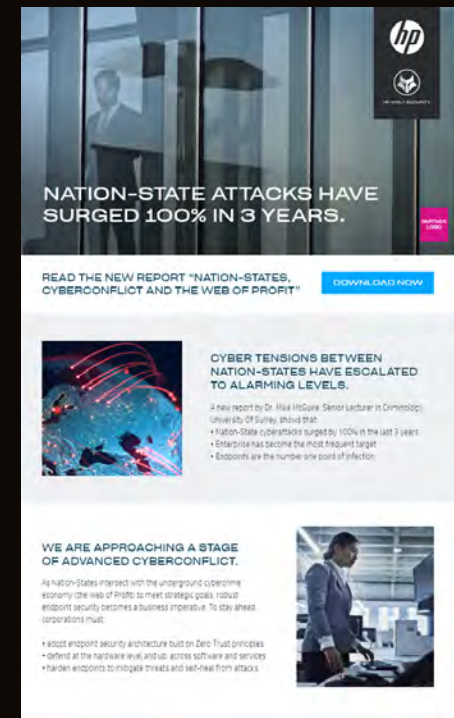 hp
HP WOLF SECURITY
NATION-STATE ATTACKS HAVE
SURGED 100% IN 3 YEARS.
PARTNER
LOGO
READ THE NEW REPORT “NATION-STATES,
CYBERCONFLICT AND THE WEB OF PROFIT”
DOWNLOAD NOW
CYBER TENSIONS BETWEEN
NATION-STATES HAVE ESCALATED
TO ALARMING LEVELS.
A new report by Dr. Mike McGuire, Senior Lecturer in Criminology,
University Of Surrey, shows that:
• Nation-State cyberattacks surged by 100% in the last 3 years
• Enterprise has become the most frequent target
• Endpoints are the number one point of infection
WE ARE APPROACHING A STAGE
OF ADVANCED CYBERCONFLICT.
As Nation-States intersect with the underground cybercrime
economy (the Web of Profit) to meet strategic goals, robust
endpoint security becomes a business imperative. To stay ahead,
corporations must:
• adopt endpoint security architecture built on Zero Trust principles
• defend at the hardware level and up, across software and services
• harden endpoints to mitigate threats and self-heal from attacks